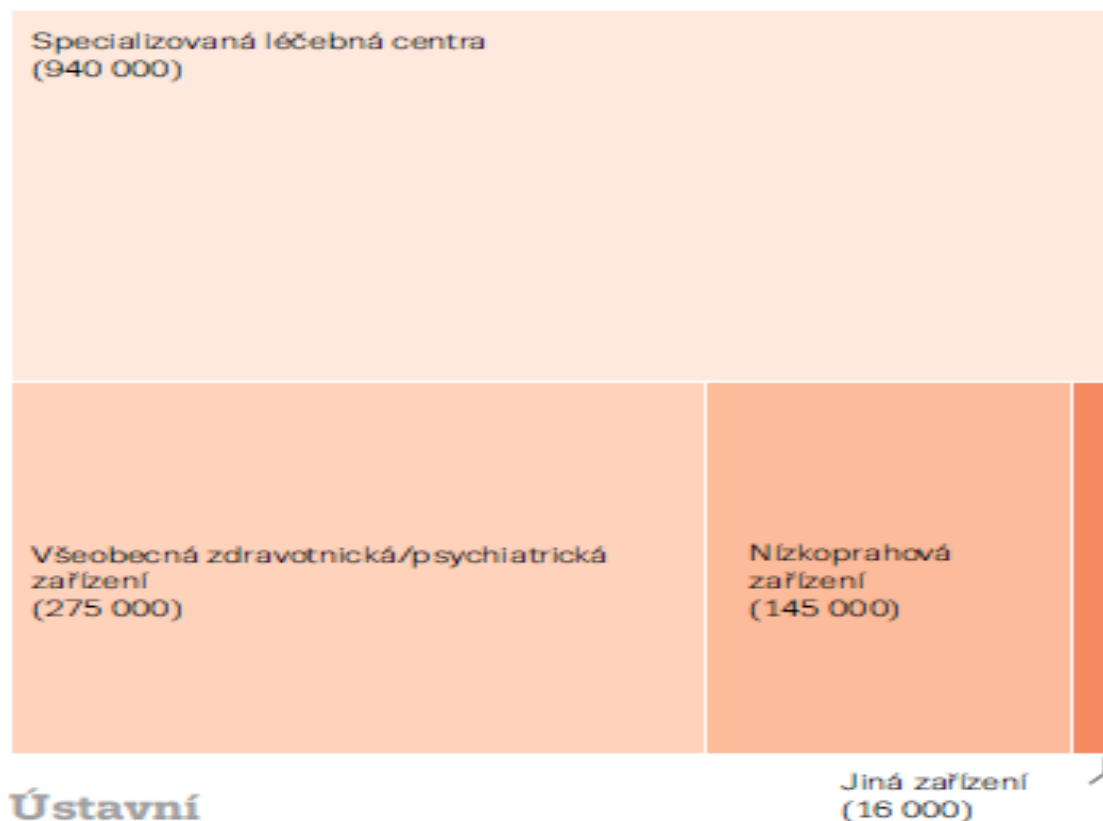 Specializovaná léčebná centra
(940 000)
Všeobecná zdravotnická/psychiatrická
zařízení
(275 000)
Nízkoprahová
zařízení
(145 000)
Jiná zařízení
(16 000)
Ústavní